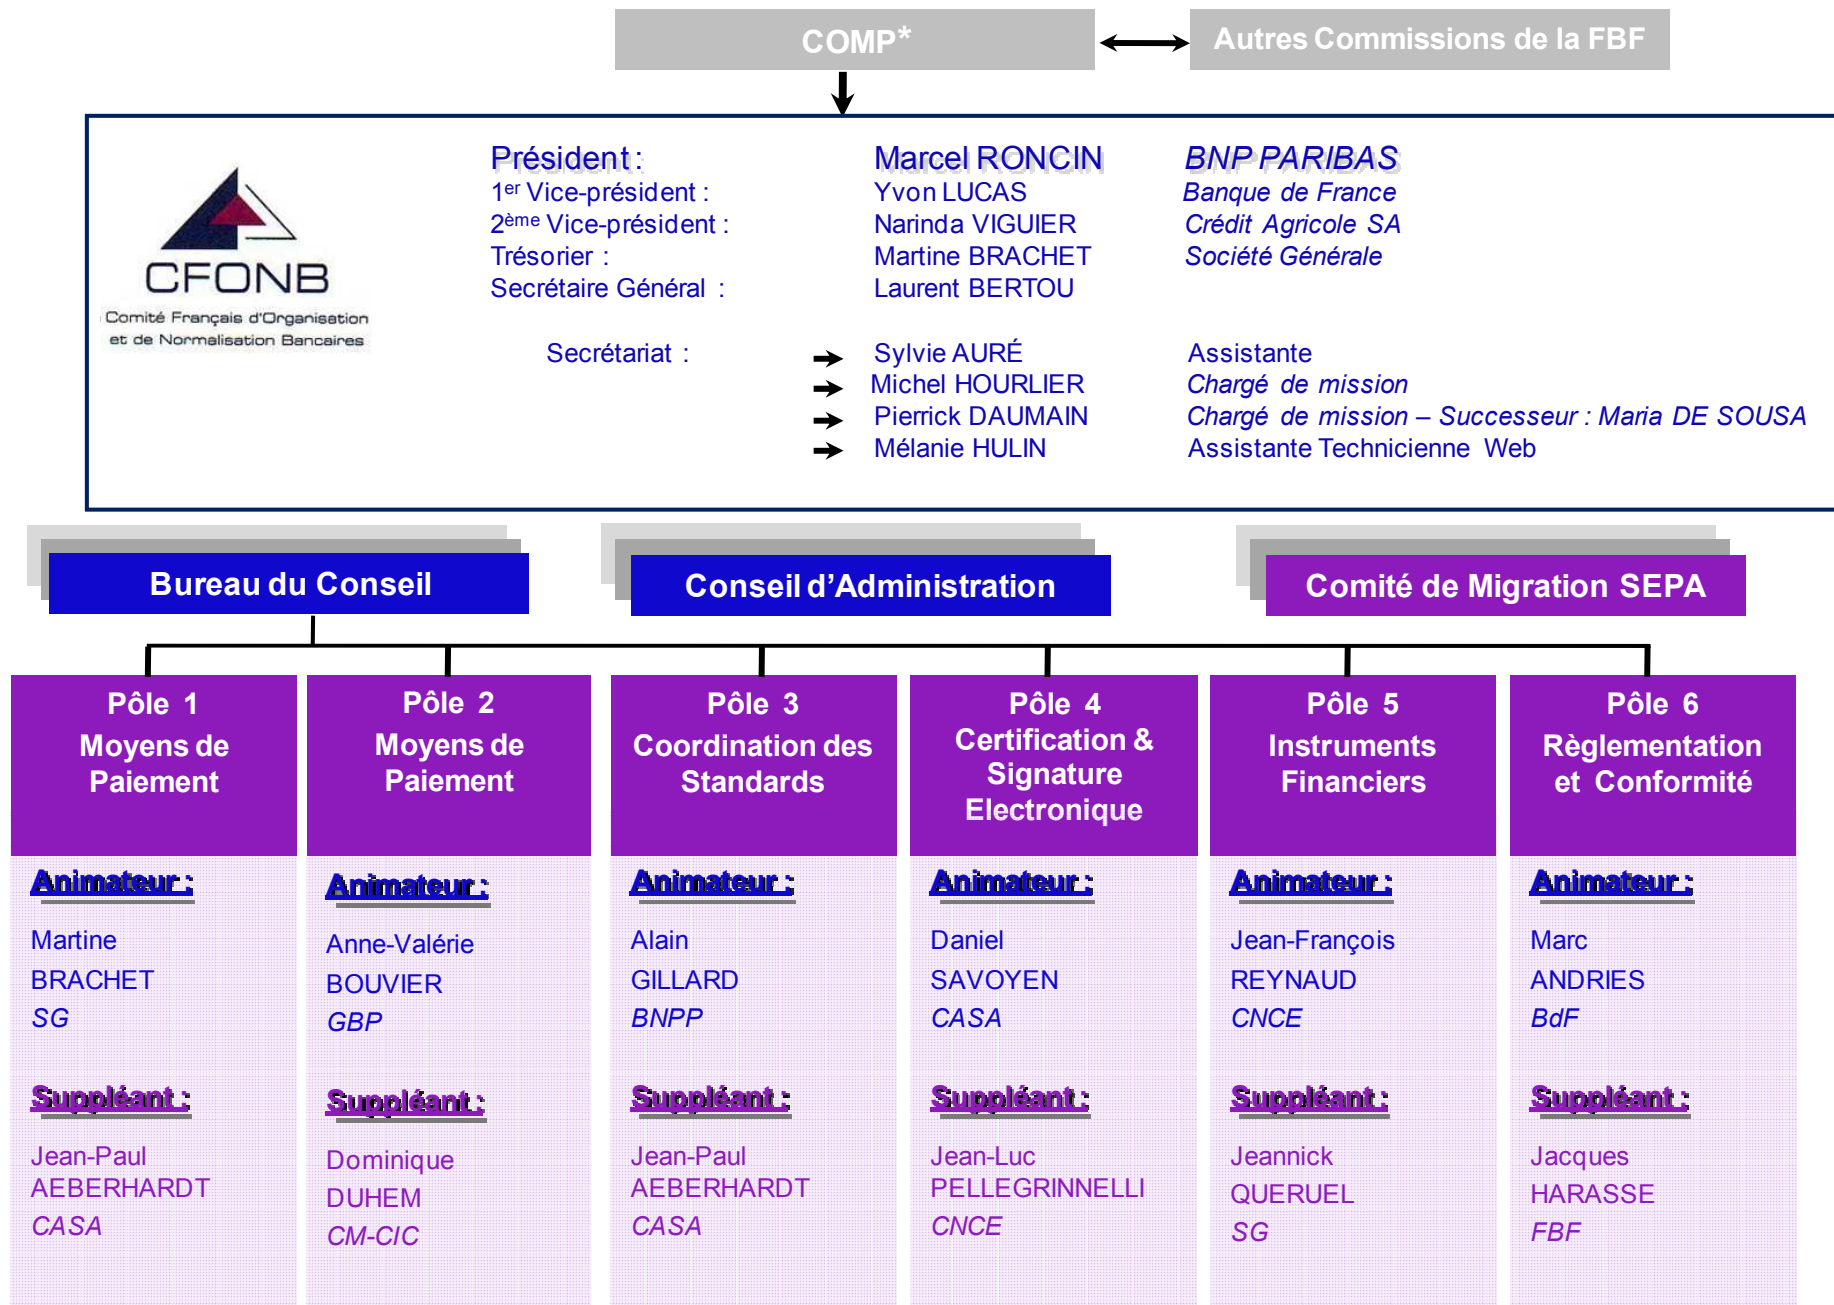 COMP*
Autres Commissions de la FBF
CFONB
Comité Français d'Organisation
et de Normalisation Bancaires
Président : Marcel RONCIN BNP PARIBAS
1er Vice-président : Yvon LUCAS Banque de France
2ème Vice-président : Narinda VIGUIER Crédit Agricole SA
Trésorier : Martine BRACHET Société Générale
Secrétaire Général : Laurent BERTOU
Secrétariat : Sylvie AURÉ Assistante
Michel HOURLIER Chargé de mission
Pierrick DAUMAIN Chargé de mission – Successeur : Maria DE SOUSA
Mélanie HULIN Assistante Technicienne Web
Bureau du Conseil
Conseil d'Administration
Comité de Migration SEPA
Pôle 1
Moyens de
Paiement
Animateur :
Martine
BRACHET
SG
Suppléant :
Jean-Paul
AEBERHARDT
CASA
Pôle 2
Moyens de
Paiement
Animateur :
Anne-Valérie
BOUVIER
GBP
Suppléant :
Dominique
DUHEM
CM-CIC
Pôle 3
Coordination des
Standards
Animateur :
Alain
GILLARD
BNPP
Suppléant :
Jean-Paul
AEBERHARDT
CASA
Pôle 4
Certification &
Signature
Electronique
Animateur :
Daniel
SAVOYEN
CASA
Suppléant :
Jean-Luc
PELLEGRINNELLI
CNCE
Pôle 5
Instruments
Financiers
Animateur :
Jean-François
REYNAUD
CNCE
Suppléant :
Jeannick
QUERUEL
SG
Pôle 6
Règlementation
et Conformité
Animateur :
Marc
ANDRIES
BdF
Suppléant :
Jacques
HARASSE
FBF